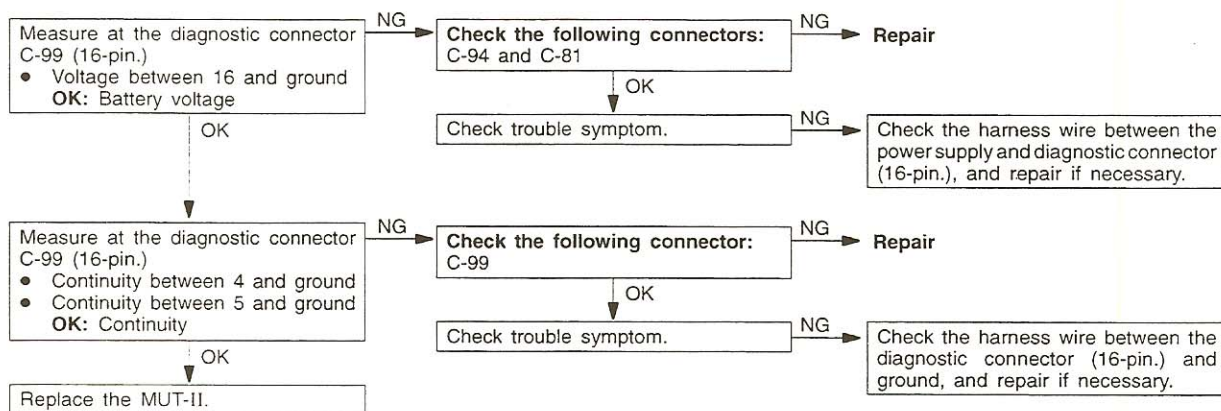 Measure at the diagnostic connector
C-99 (16-pin.)
● Voltage between 16 and ground
OK: Battery voltage
NG
Check the following connectors:
C-94 and C-81
NG
Repair
OK
OK
Check trouble symptom.
NG
Check the harness wire between the
power supply and diagnostic connector
(16-pin.), and repair if necessary.
Measure at the diagnostic connector
C-99 (16-pin.)
● Continuity between 4 and ground
● Continuity between 5 and ground
OK: Continuity
NG
Check the following connector:
C-99
NG
Repair
OK
OK
Check trouble symptom.
NG
Check the harness wire between the
diagnostic connector (16-pin.) and
ground, and repair if necessary.
Replace the MUT-II.